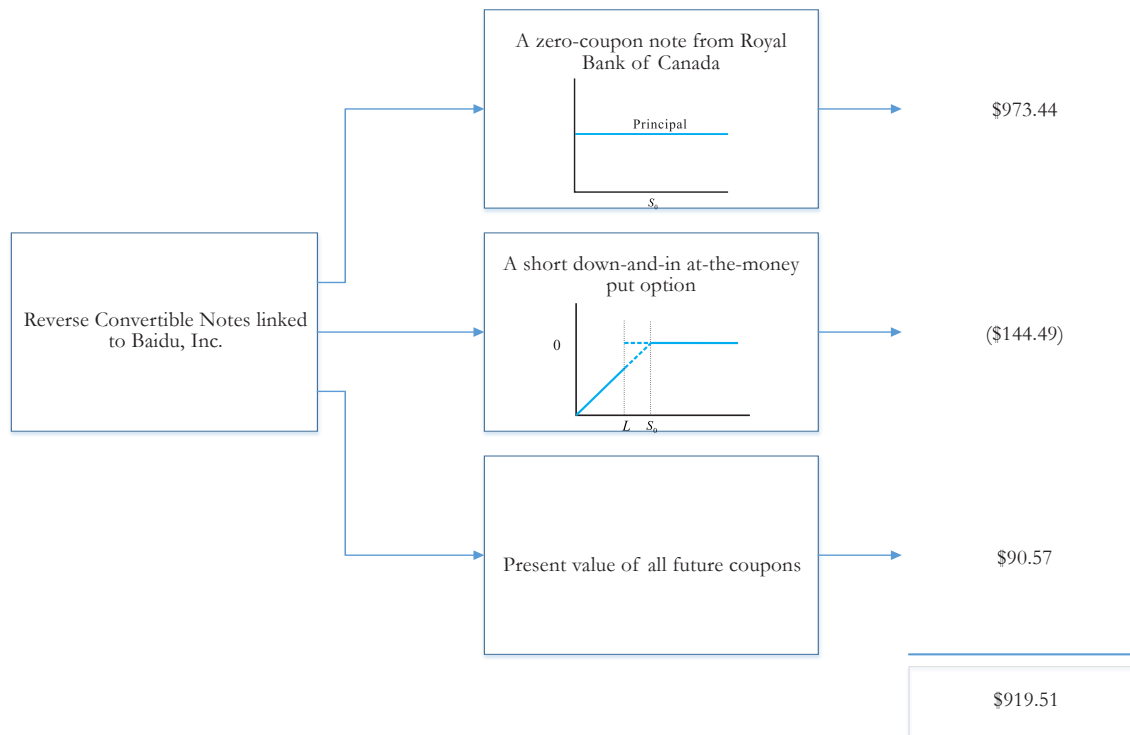 A zero-coupon note from Royal
Bank of Canada
Principal
S₀
$973.44
Reverse Convertible Notes linked
to Baidu, Inc.
A short down-and-in at-the-money
put option
0
L S₀
($144.49)
Present value of all future coupons
$90.57
$919.51